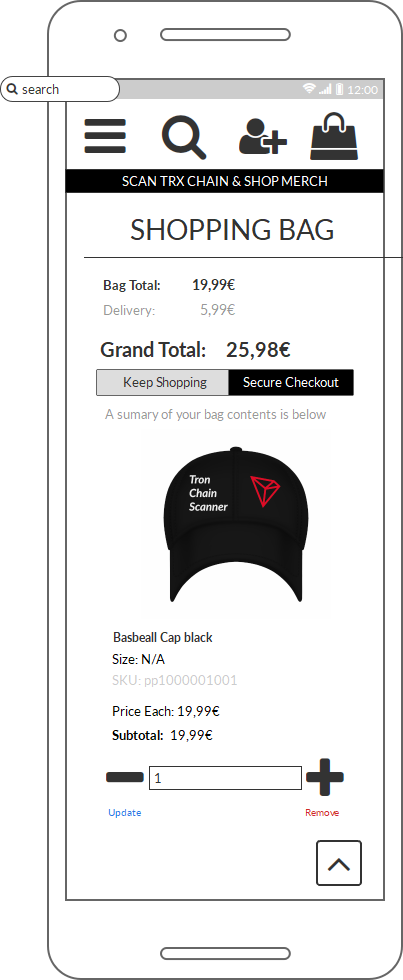 search
12:00
SCAN TRX CHAIN & SHOP MERCH
SHOPPING BAG
Bag Total: 19,99€
Delivery: 5,99€
Grand Total: 25,98€
Keep Shopping Secure Checkout
A sumary of your bag contents is below
Tron
Chain
Scanner
Basbeall Cap black
Size: N/A
SKU: pp1000001001
Price Each: 19,99€
Subtotal: 19,99€
1
Update Remove